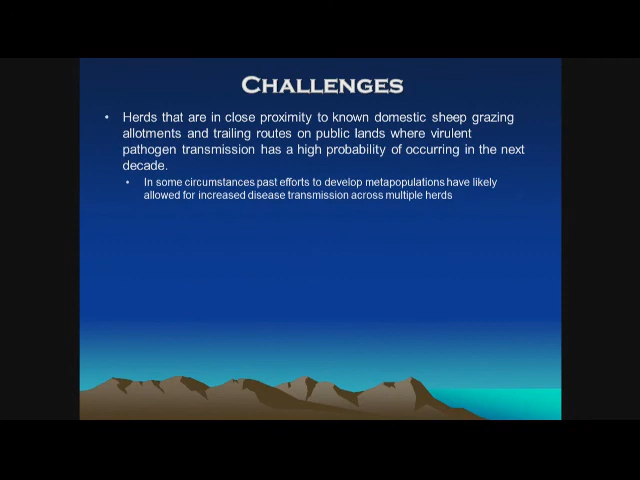 Challenges
• Herds that are in close proximity to known domestic sheep grazing
allotments and trailing routes on public lands where virulent
pathogen transmission has a high probability of occurring in the next
decade.
• In some circumstances past efforts to develop metapopulations have likely
allowed for increased disease transmission across multiple herds